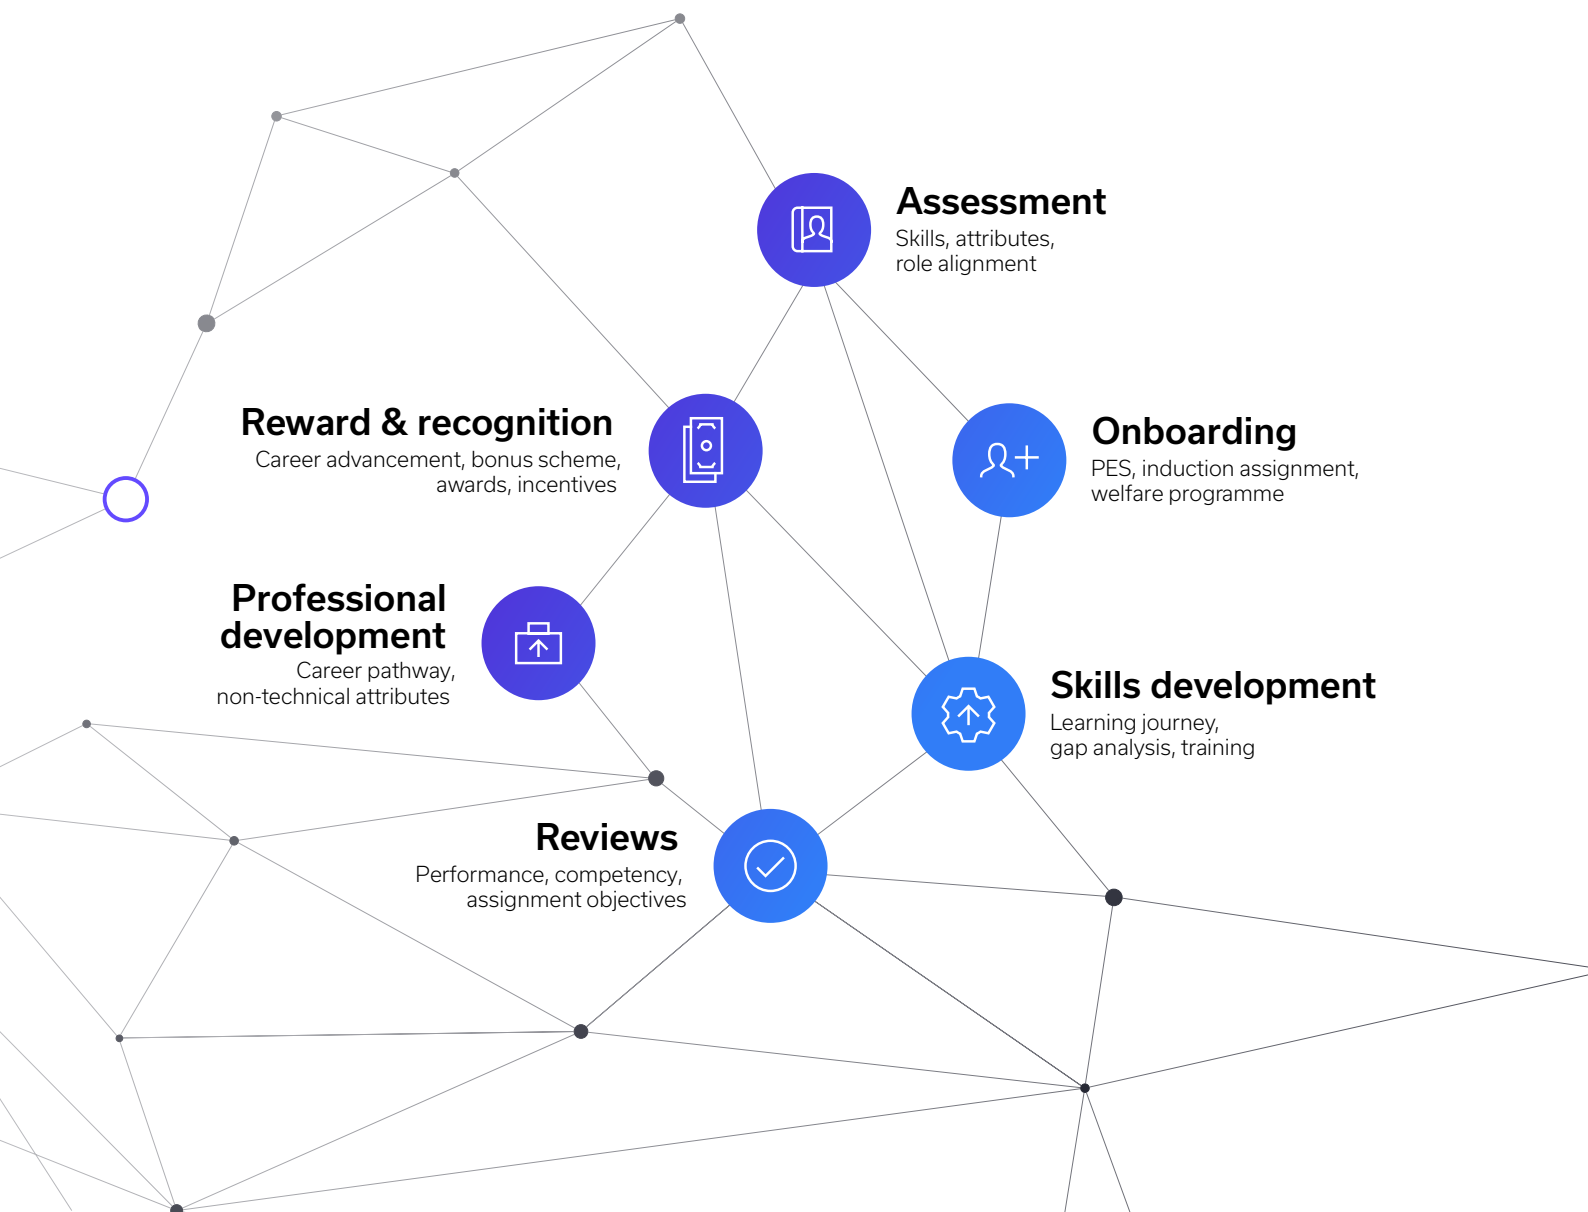 Assessment
Skills, attributes,
role alignment
Reward & recognition
Career advancement, bonus scheme,
awards, incentives
Onboarding
PES, induction assignment,
welfare programme
Professional
development
Career pathway,
non-technical attributes
Skills development
Learning journey,
gap analysis, training
Reviews
Performance, competency,
assignment objectives